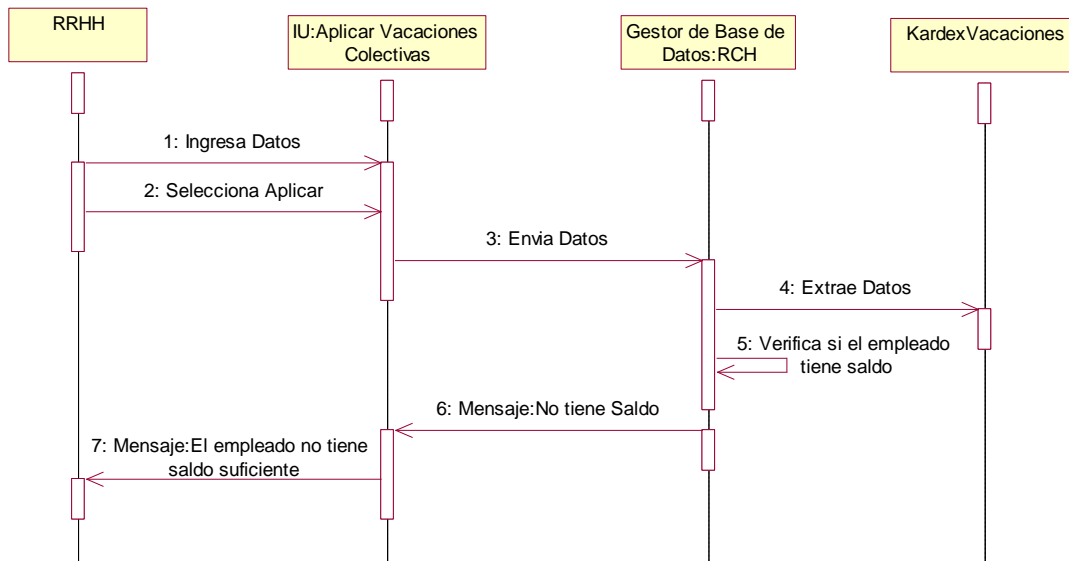 RRHH
IU:Aplicar Vacaciones
Colectivas
Gestor de Base de
Datos:RCH
KardexVacaciones
1: Ingresa Datos
2: Selecciona Aplicar
3: Envia Datos
4: Extrae Datos
5: Verifica si el empleado
tiene saldo
6: Mensaje:No tiene Saldo
7: Mensaje:El empleado no tiene
saldo suficiente